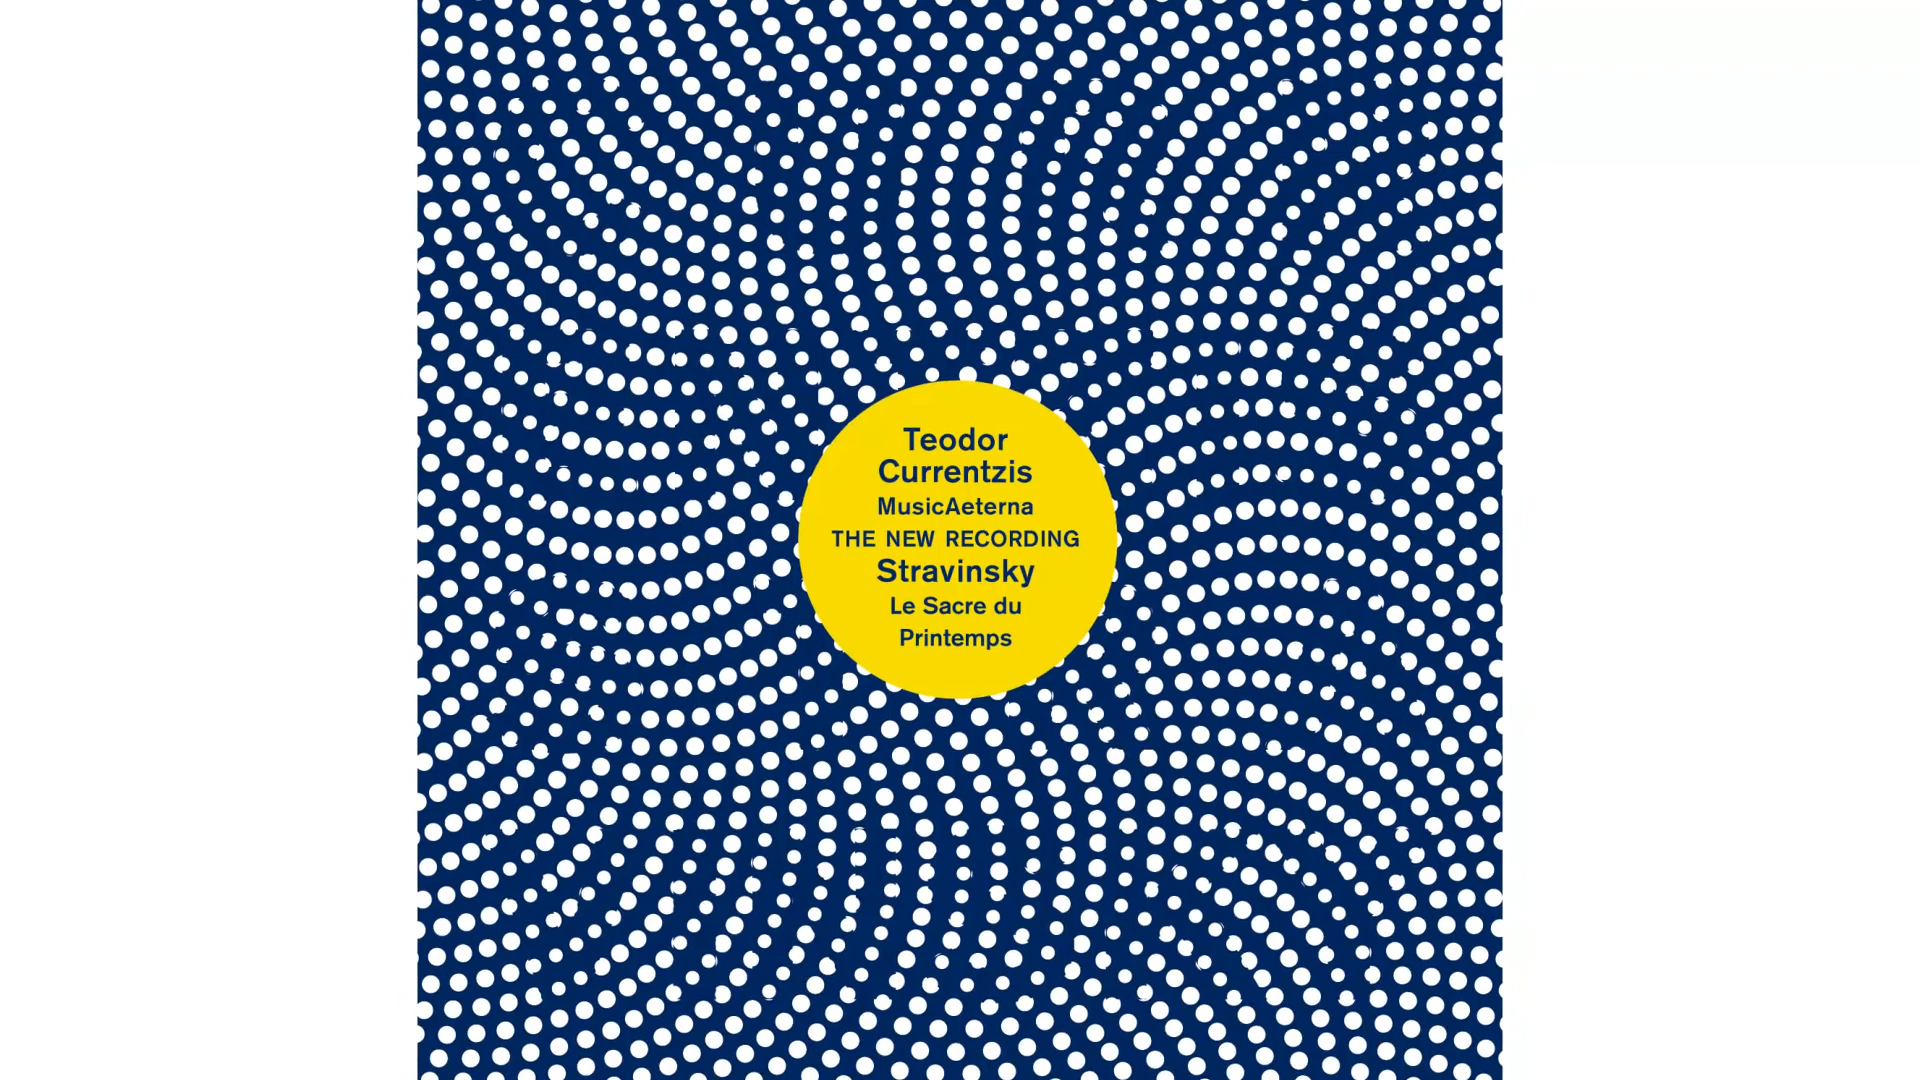 Teodor
Currentzis
MusicAeterna
THE NEW RECORDING
Stravinsky
Le Sacre du
Printemps